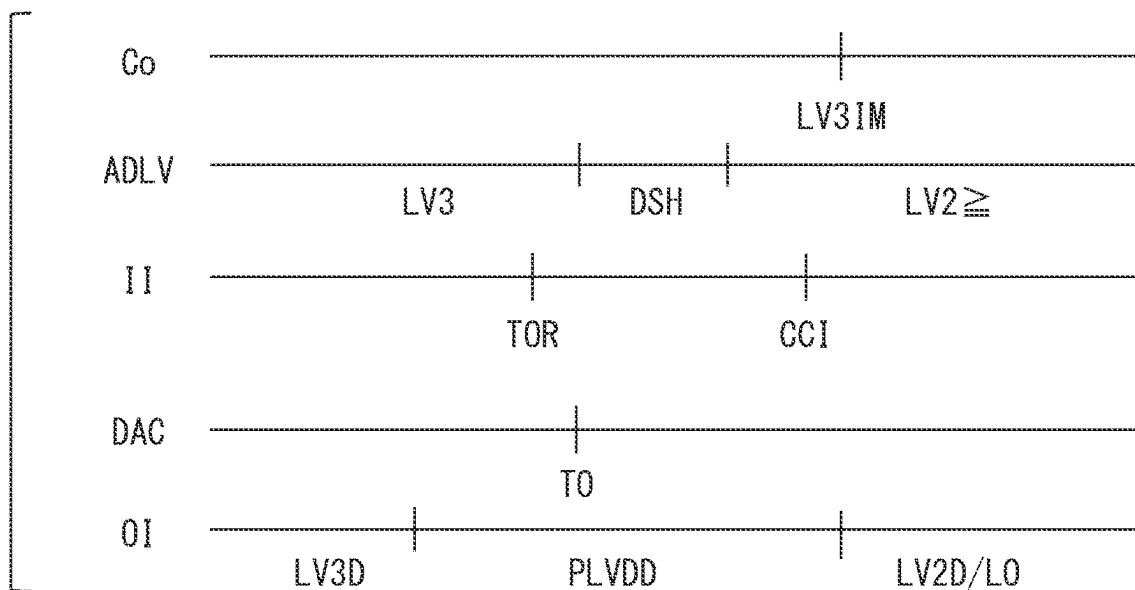 Co
LV3IM
ADLV
LV3 DSH LV2≧
II
TOR CCI
DAC
TO
OI
LV3D PLVDD LV2D/LO